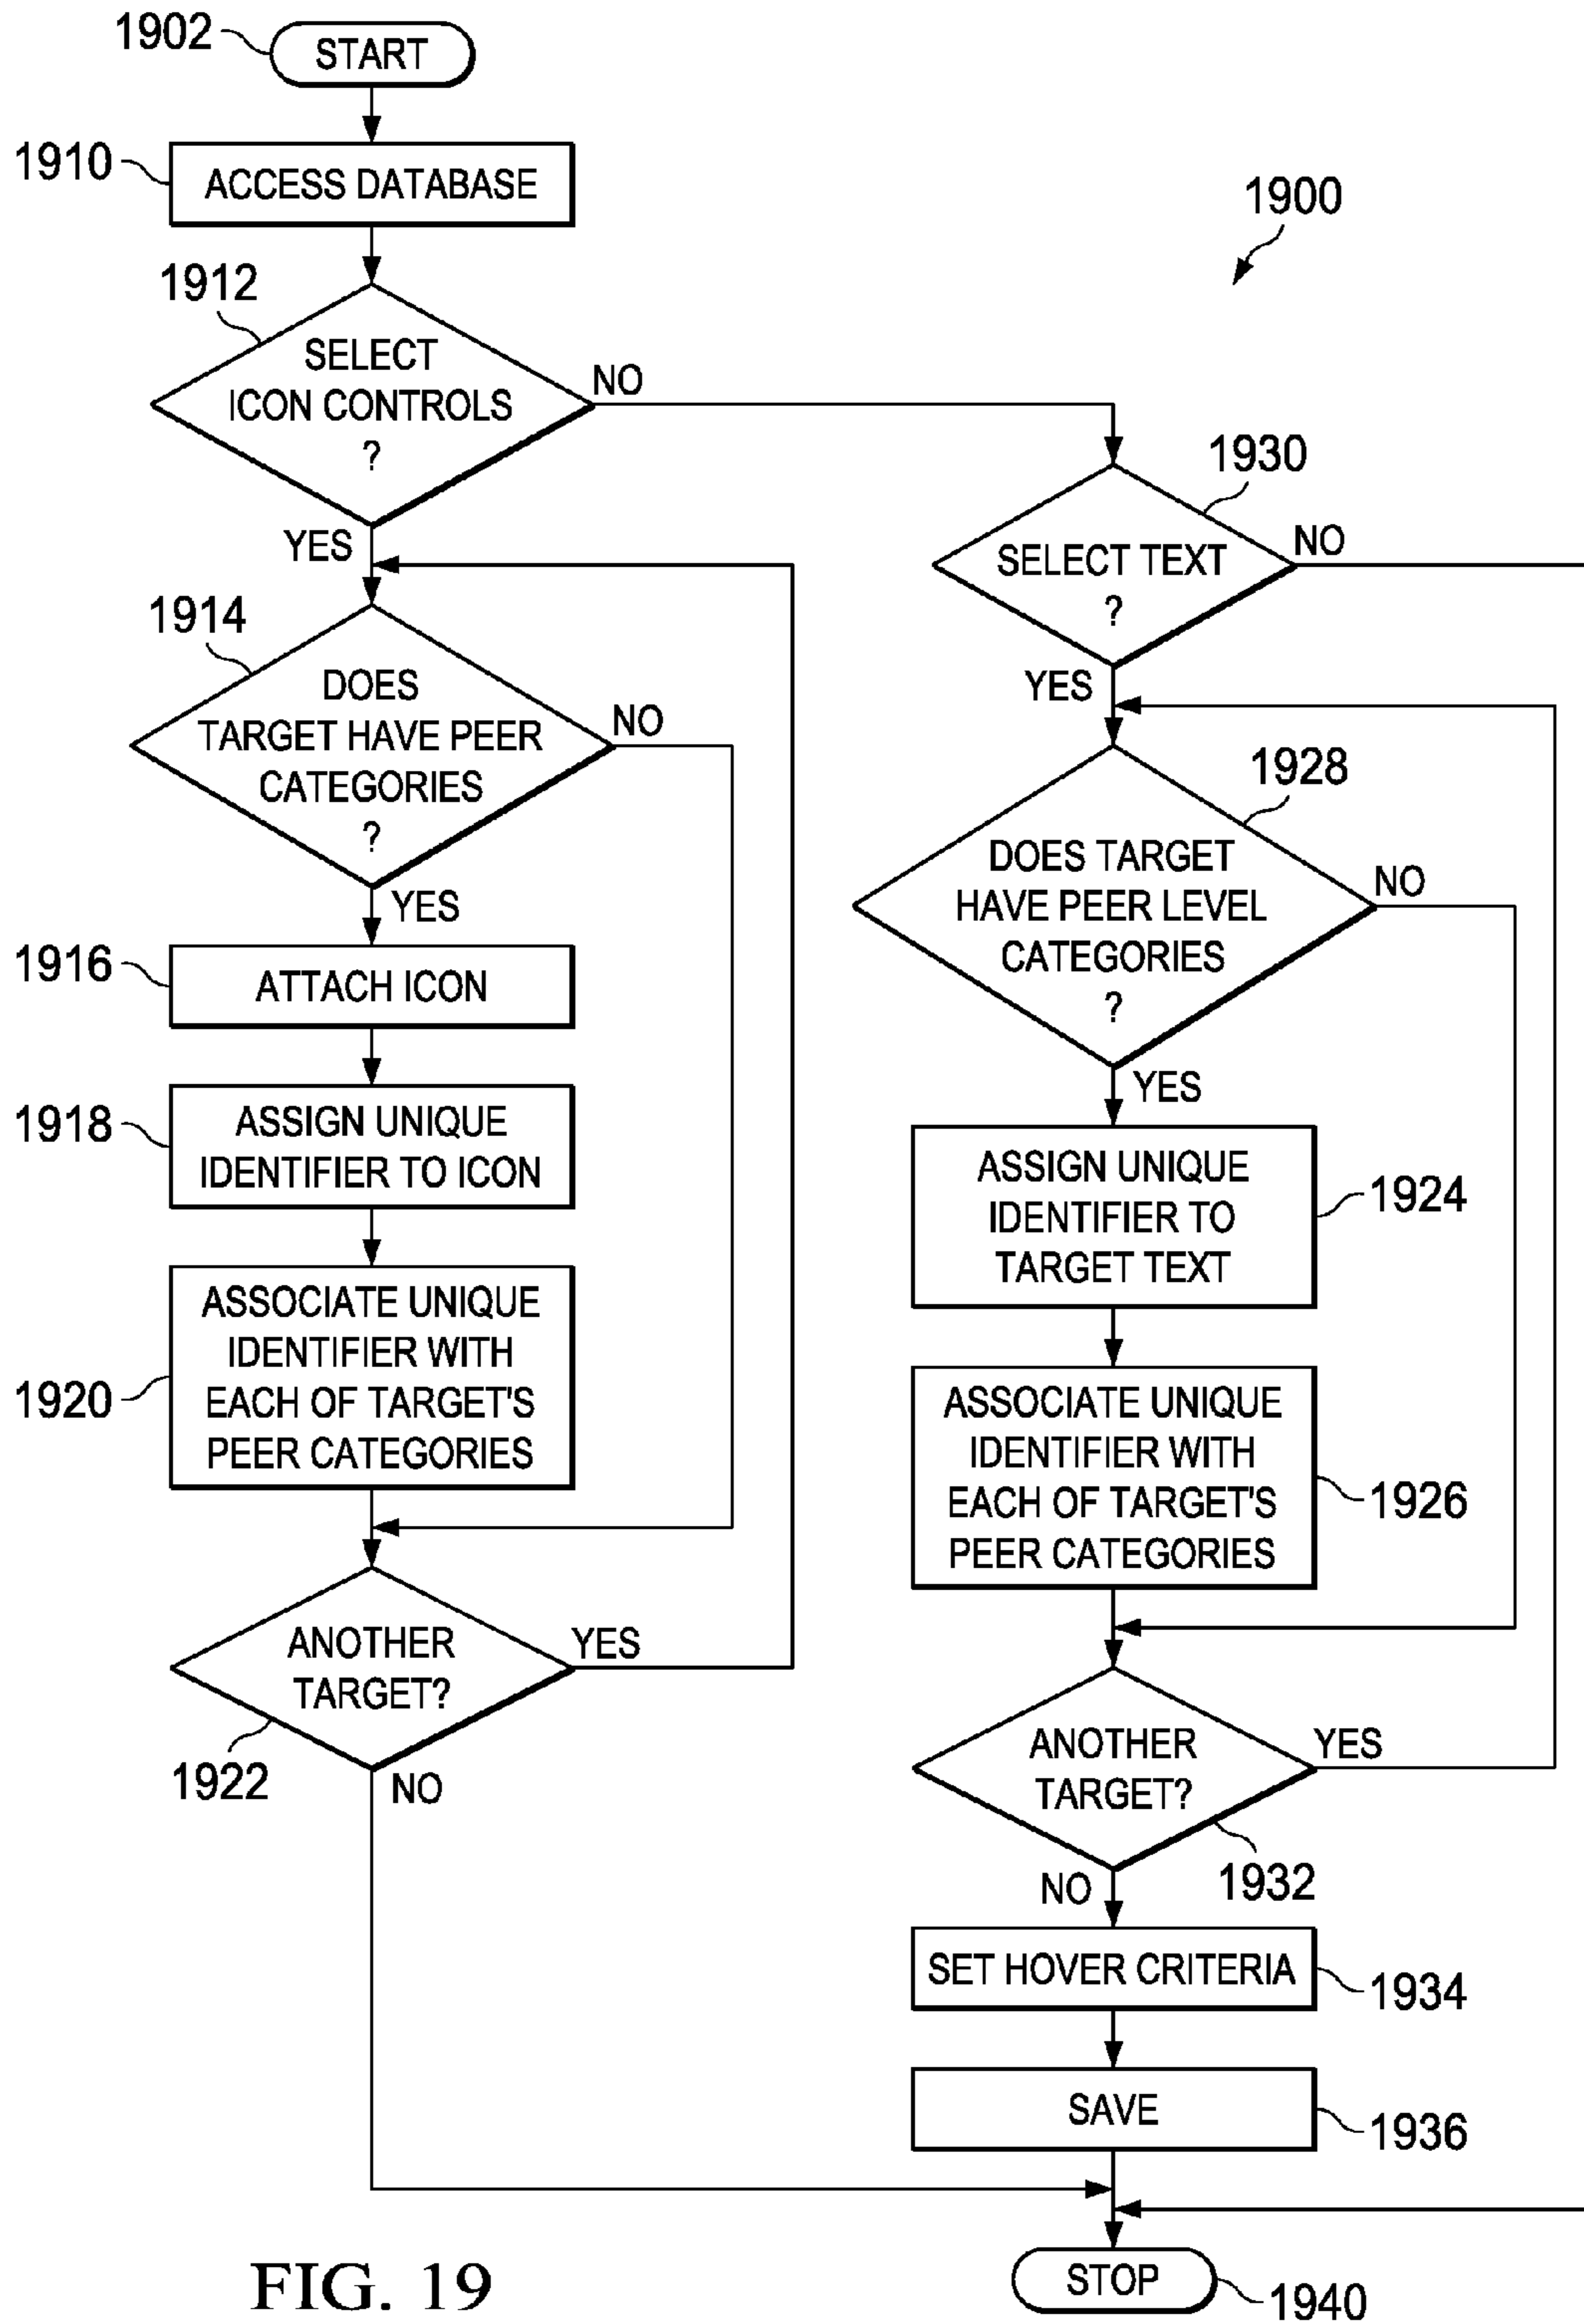 1902
START
1910
ACCESS DATABASE
1900
1912
SELECT
ICON CONTROLS
?
NO
YES
1914
DOES
TARGET HAVE PEER
CATEGORIES
?
NO
YES
1916
ATTACH ICON
1918
ASSIGN UNIQUE
IDENTIFIER TO ICON
1920
ASSOCIATE UNIQUE
IDENTIFIER WITH
EACH OF TARGET'S
PEER CATEGORIES
ANOTHER
TARGET?
YES
1922
NO
1930
SELECT TEXT
?
NO
YES
1928
DOES TARGET
HAVE PEER LEVEL
CATEGORIES
?
NO
YES
ASSIGN UNIQUE
IDENTIFIER TO
TARGET TEXT
1924
ASSOCIATE UNIQUE
IDENTIFIER WITH
EACH OF TARGET'S
PEER CATEGORIES
1926
ANOTHER
TARGET?
YES
1932
NO
SET HOVER CRITERIA
1934
SAVE
1936
STOP
1940
FIG. 19